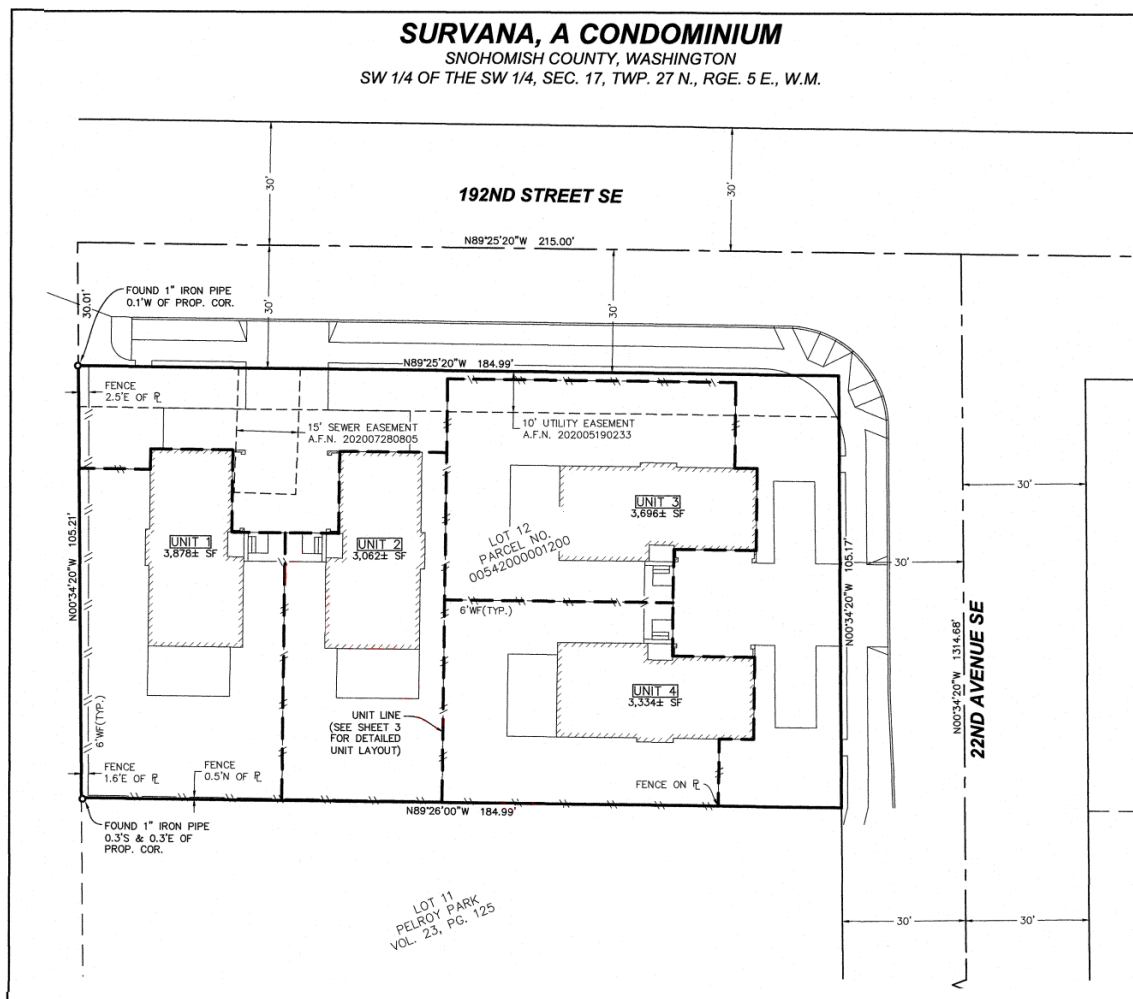 SURVANA, A CONDOMINIUM
SNOHOMISH COUNTY, WASHINGTON
SW 1/4 OF THE SW 1/4, SEC. 17, TWP. 27 N., RGE. 5 E., W.M.
30'
30'
192ND STREET SE
N89°25'20"W 215.00'
30.01'
FOUND 1" IRON PIPE
0.1'W OF PROP. COR.
30'
30'
N89°25'20"W 184.99'
FENCE
2.5'E OF ℄
15' SEWER EASEMENT
A.F.N. 202007280805
10' UTILITY EASEMENT
A.F.N. 202005190233
30'
UNIT 1
3,878± SF
UNIT 2
3,062± SF
UNIT 3
3,696± SF
LOT 12
PARCEL NO.
00542000001200
30'
N00°34'20"W 105.21'
N00°34'20"W 105.17'
6'WF(TYP.)
N00°34'20"W 1314.68'
22ND AVENUE SE
UNIT 4
3,334± SF
6'WF(TYP.)
UNIT LINE
(SEE SHEET 3
FOR DETAILED
UNIT LAYOUT)
FENCE
1.6'E OF ℄
FENCE
0.5'N OF ℄
FENCE ON ℄
N89°26'00"W 184.99'
FOUND 1" IRON PIPE
0.3'S & 0.3'E OF
PROP. COR.
LOT 11
PELROY PARK
VOL. 23, PG. 125
30'
30'